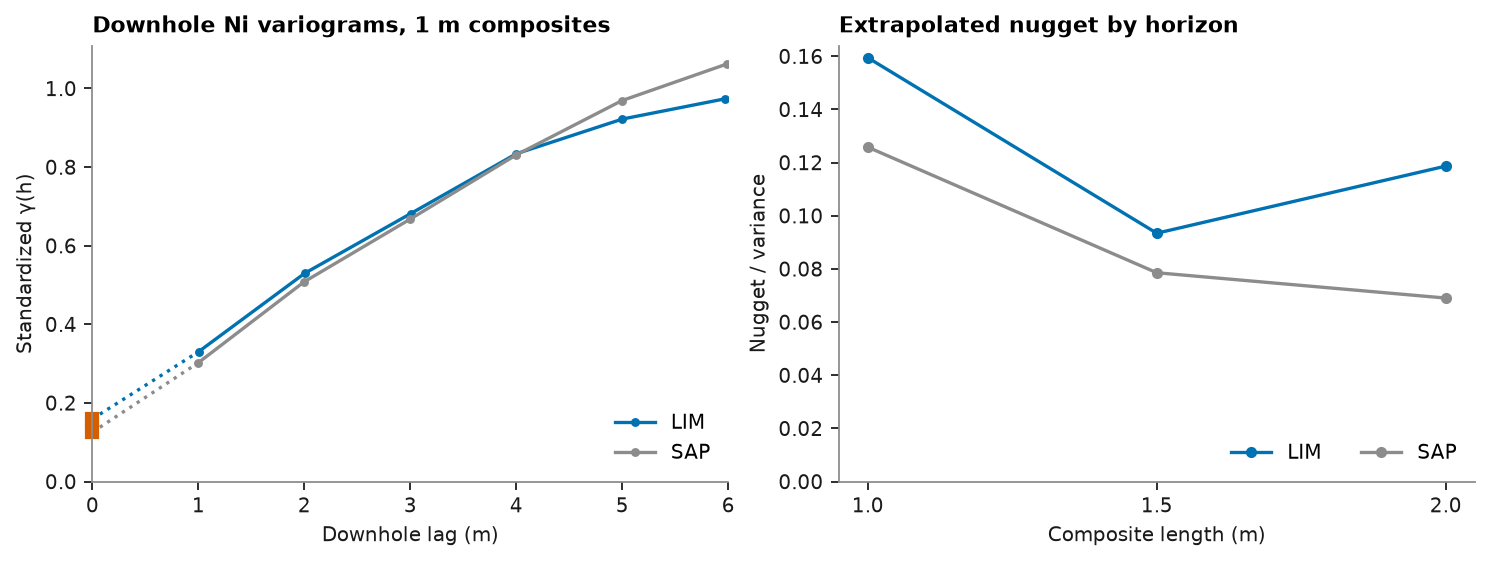 Downhole Ni variograms, 1 m composites
Standardized γ(h)
1.0
0.8
0.6
0.4
0.2
0.0
0 1 2 3 4 5 6
Downhole lag (m)
LIM
SAP
Extrapolated nugget by horizon
Nugget / variance
0.16
0.14
0.12
0.10
0.08
0.06
0.04
0.02
0.00
1.0 1.5 2.0
Composite length (m)
LIM SAP